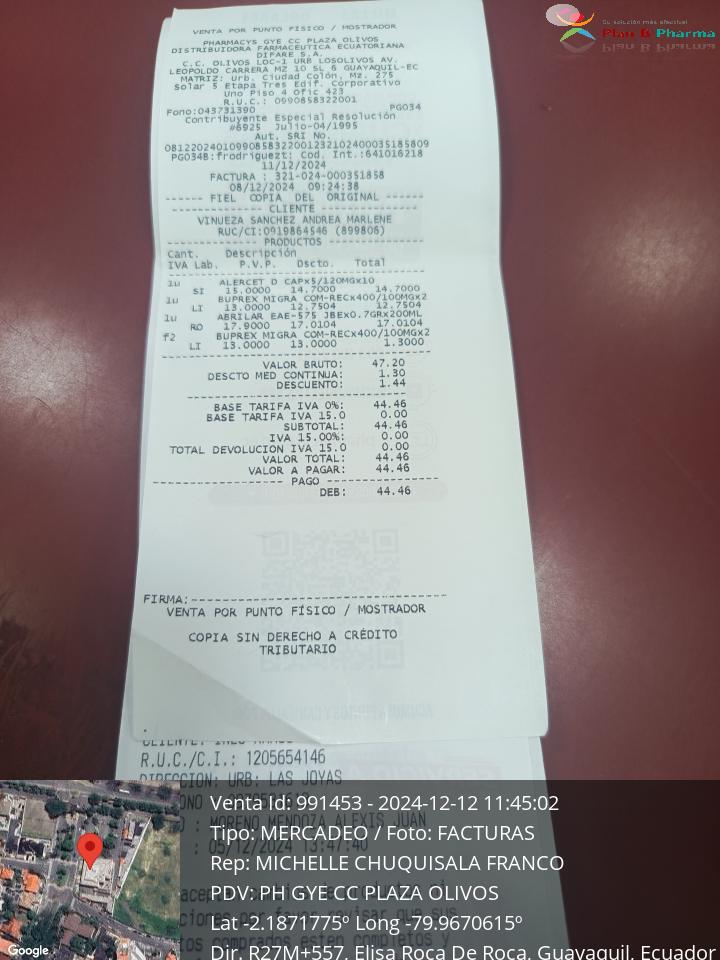 Su solución más efectiva!
Plan B Pharma
VENTA POR PUNTO FÍSICO / MOSTRADOR
PHARMACYS GYE CC PLAZA OLIVOS
DISTRIBUIDORA FARMACEUTICA ECUATORIANA
DIFARE S.A.
C.C. OLIVOS LOC-1 URB LOSOLIVOS AV.
LEOPOLDO CARRERA MZ 10 SL 6 GUAYAQUIL-EC
MATRIZ: Urb. Ciudad Colón, Mz. 275
Solar 5 Etapa Tres Edif. Corporativo
Uno Piso 4 Ofic 423
R.U.C.: 0990858322001
Fono:043731390 PG034
Contribuyente Especial Resolución
#6925 Julio-04/1995
Aut. SRI No.
0812202401099085832200123210240003518580​9
PG034B:frodriguezt: Cod. Int.:641016218
11/12/2024
FACTURA : 321-024-000351858
08/12/2024 09:24:38
------ FIEL COPIA DEL ORIGINAL ------
--------------- CLIENTE ---------------
VINUEZA SANCHEZ ANDREA MARLENE
RUC/CI:0919864546 (899806)
-------------- PRODUCTOS --------------
Cant. Descripción
IVA Lab. P.V.P. Dscto. Total
1u ALERCET D CAPx5/120MGx10
SI 15.0000 14.7000 14.7000
1u BUPREX MIGRA COM-RECx400/100MGx2
LI 13.0000 12.7504 12.7504
1u ABRILAR EAE-575 JBEx0.7GRx200ML
RO 17.9000 17.0104 17.0104
f2 BUPREX MIGRA COM-RECx400/100MGx2
LI 13.0000 13.0000 1.3000
VALOR BRUTO: 47.20
DESCTO MED CONTINUA: 1.30
DESCUENTO: 1.44
BASE TARIFA IVA 0%: 44.46
BASE TARIFA IVA 15.0 0.00
SUBTOTAL: 44.46
IVA 15.00%: 0.00
TOTAL DEVOLUCION IVA 15.0 0.00
VALOR TOTAL: 44.46
VALOR A PAGAR: 44.46
----------------- PAGO -----------------
DEB: 44.46
FIRMA:
VENTA POR PUNTO FÍSICO / MOSTRADOR
COPIA SIN DERECHO A CRÉDITO
TRIBUTARIO
R.U.C./C.I.: 1205654146
DIRECCION: URB: LAS JOYAS
MORENO MENDOZA ALEXIS JUAN
05/12/2024 13:47:40
Venta Id: 991453 - 2024-12-12 11:45:02
Tipo: MERCADEO / Foto: FACTURAS
Rep: MICHELLE CHUQUISALA FRANCO
PDV: PHI GYE CC PLAZA OLIVOS
Lat -2.1871775º Long -79.9670615º
Dir. R27M+557, Elisa Roca De Roca, Guayaquil, Ecuador
Google